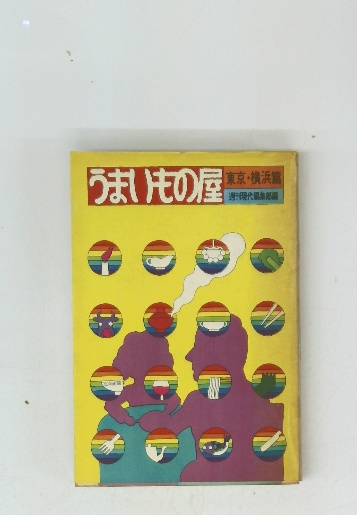 うまいもの屋
東京・横浜篇
週刊現代編集部編